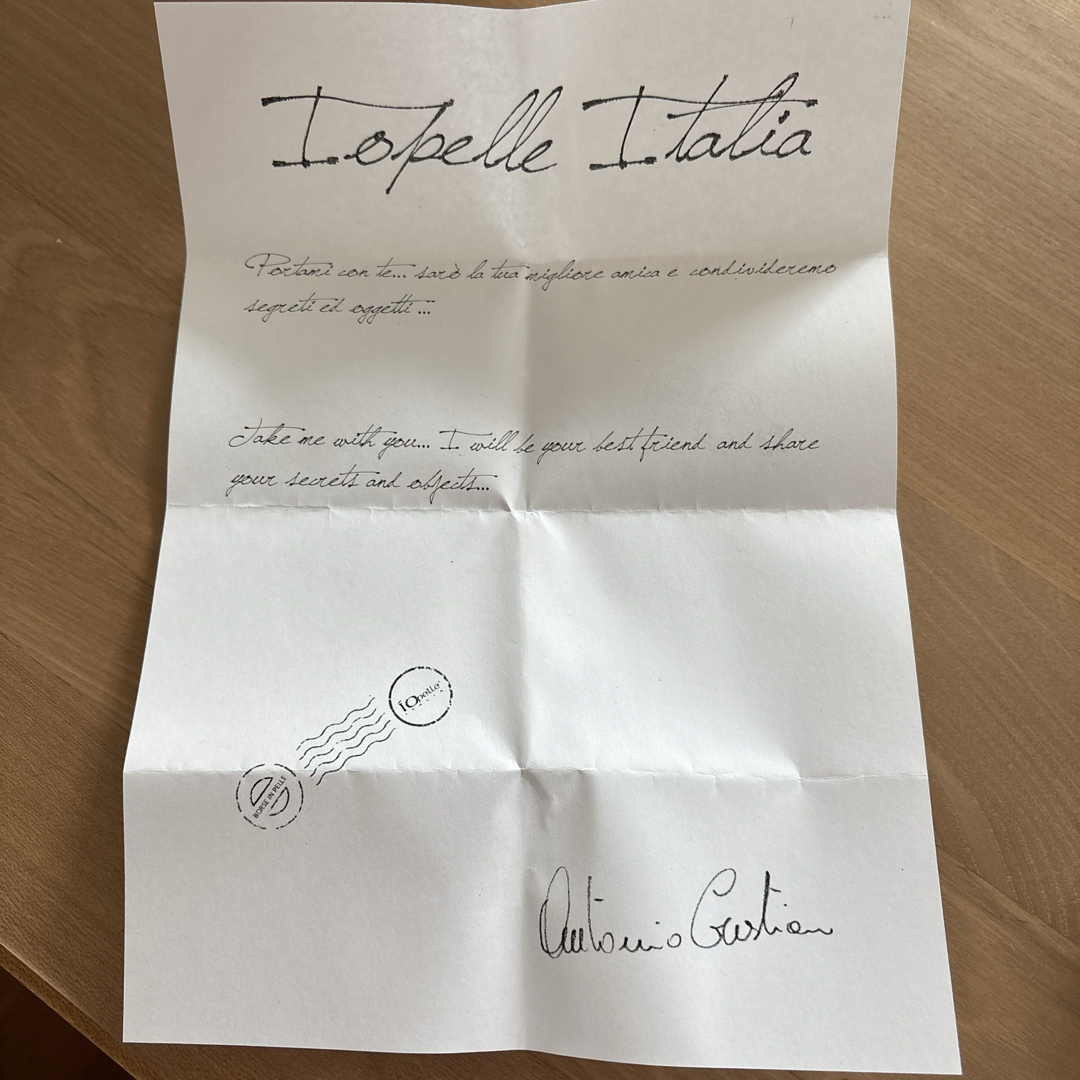 Iopelle Italia
Portami con te... sarò la tua migliore amica e condivideremo
segreti ed oggetti ...
Take me with you... I will be your best friend and share
your secrets and objects...
iOpelle
BORSE IN PELLE
Antonio